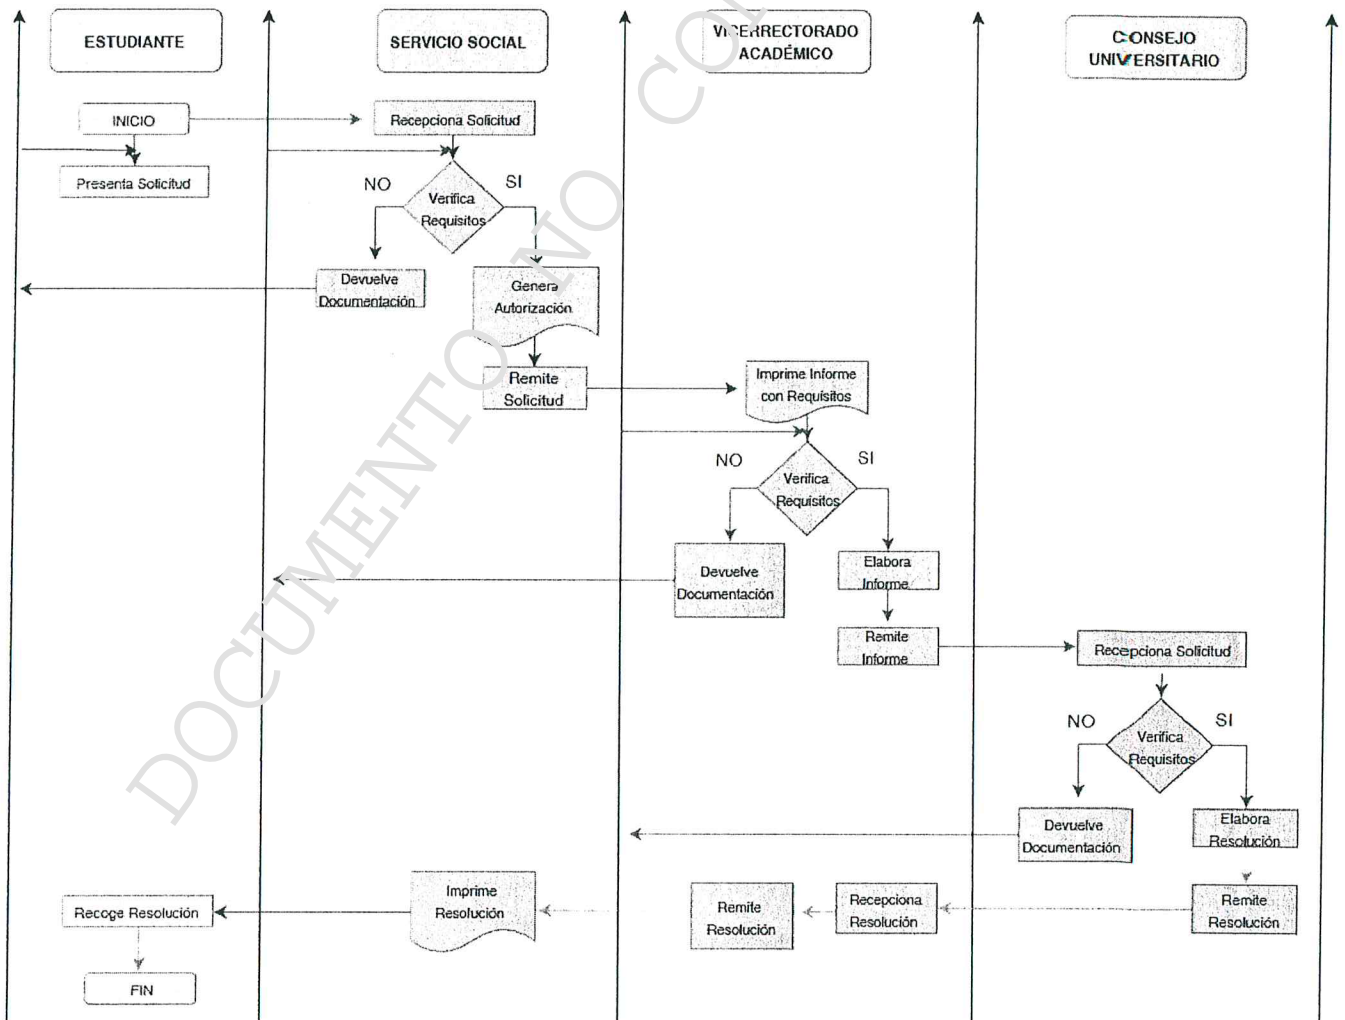 ESTUDIANTE
SERVICIO SOCIAL
VICERRECTORADO
ACADÉMICO
CONSEJO
UNIVERSITARIO
INICIO
Recepciona Solicitud
Presenta Solicitud
NO
SI
Verifica
Requisitos
Devuelve
Documentación
Genera
Autorización
Remite
Solicitud
Imprime Informe
con Requisitos
NO
SI
Verifica
Requisitos
Devuelve
Documentación
Elabora
Informe
Remite
Informe
Recepciona Solicitud
NO
SI
Verifica
Requisitos
Devuelve
Documentación
Elabora
Resolución
Recoge Resolución
Imprime
Resolución
Remite
Resolución
Recepciona
Resolución
Remite
Resolución
FIN
DOCUMENTO NO